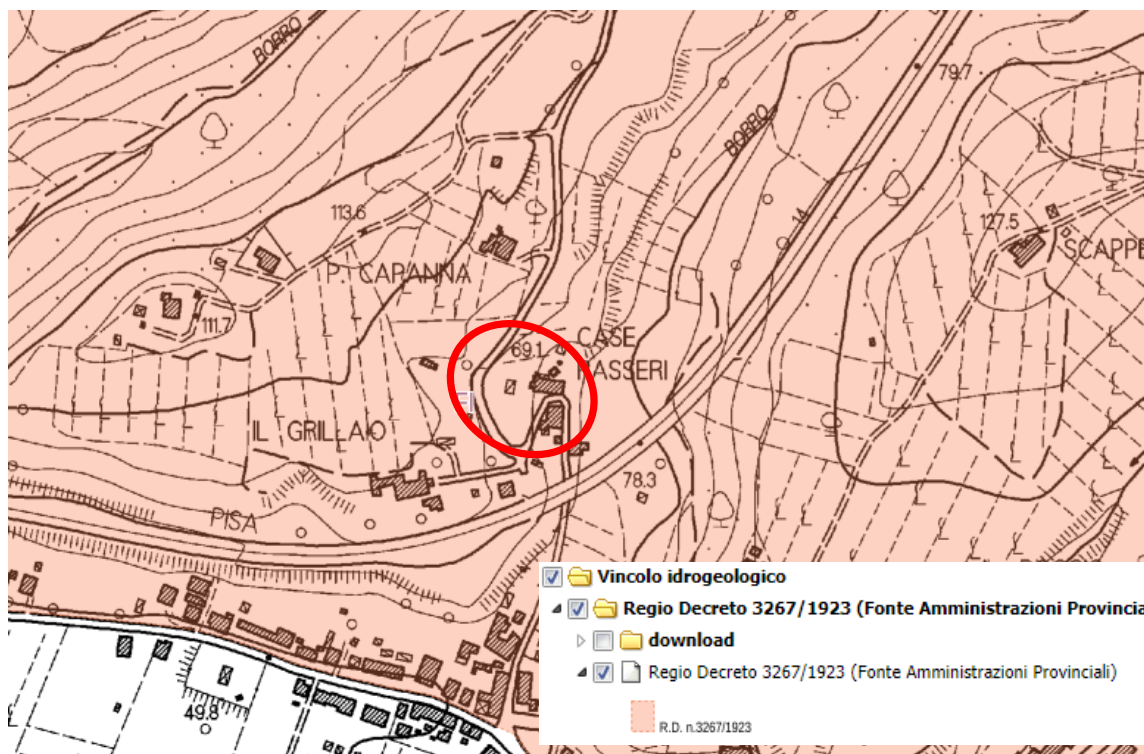 BORRO
79.7
BORRO
14
113.6
127.5
P. CAPANNA
SCAPPE
111.7
69.1
CASE
PASSERI
IL GRILLAIO
78.3
PISA
49.8
Vincolo idrogeologico
Regio Decreto 3267/1923 (Fonte Amministrazioni Provincia
download
Regio Decreto 3267/1923 (Fonte Amministrazioni Provinciali)
R.D. n.3267/1923